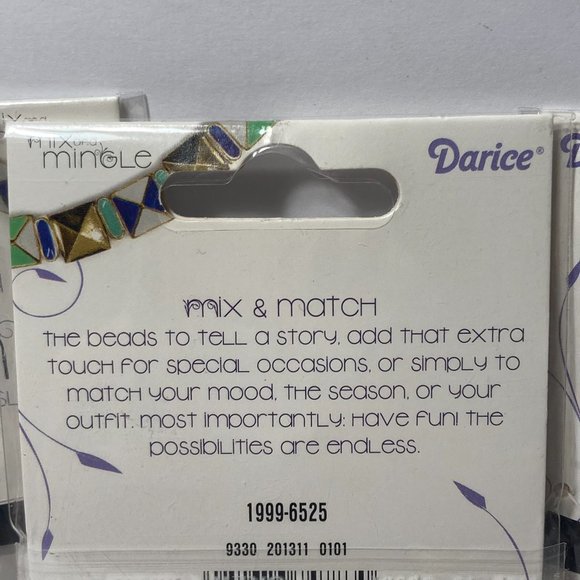 mix and mingle
Darice®
mix & match
the beads to tell a story, add that extra
touch for special occasions, or simply to
match your mood, the season, or your
outfit. most importantly: have fun! the
possibilities are endless.
1999-6525
9330 201311 0101